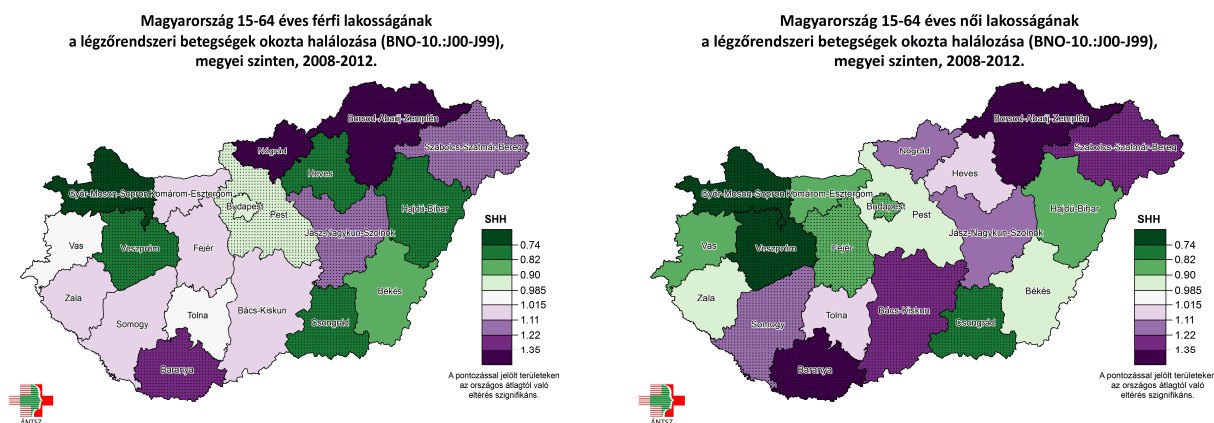 Magyarország 15-64 éves férfi lakosságának
a légzőrendszeri betegségek okozta halálozása (BNO-10.:J00-J99),
megyei szinten, 2008-2012.
Borsod-Abaúj-Zemplén
Szabolcs-Szatmár-Bereg
Nógrád
Heves
Győr-Moson-Sopron
Komárom-Esztergom
Budapest
Pest
Hajdú-Bihar
Jász-Nagykun-Szolnok
Vas
Veszprém
Fejér
Zala
Somogy
Tolna
Bács-Kiskun
Békés
Csongrád
Baranya
SHH
0.74
0.82
0.90
0.985
1.015
1.11
1.22
1.35
A pontozással jelölt területeken
az országos átlagtól való
eltérés szignifikáns.
ÁNTSZ
Magyarország 15-64 éves női lakosságának
a légzőrendszeri betegségek okozta halálozása (BNO-10.:J00-J99),
megyei szinten, 2008-2012.
Borsod-Abaúj-Zemplén
Szabolcs-Szatmár-Bereg
Nógrád
Heves
Győr-Moson-Sopron
Komárom-Esztergom
Budapest
Pest
Hajdú-Bihar
Jász-Nagykun-Szolnok
Vas
Veszprém
Fejér
Zala
Somogy
Tolna
Bács-Kiskun
Békés
Csongrád
Baranya
SHH
0.74
0.82
0.90
0.985
1.015
1.11
1.22
1.35
A pontozással jelölt területeken
az országos átlagtól való
eltérés szignifikáns.
ÁNTSZ